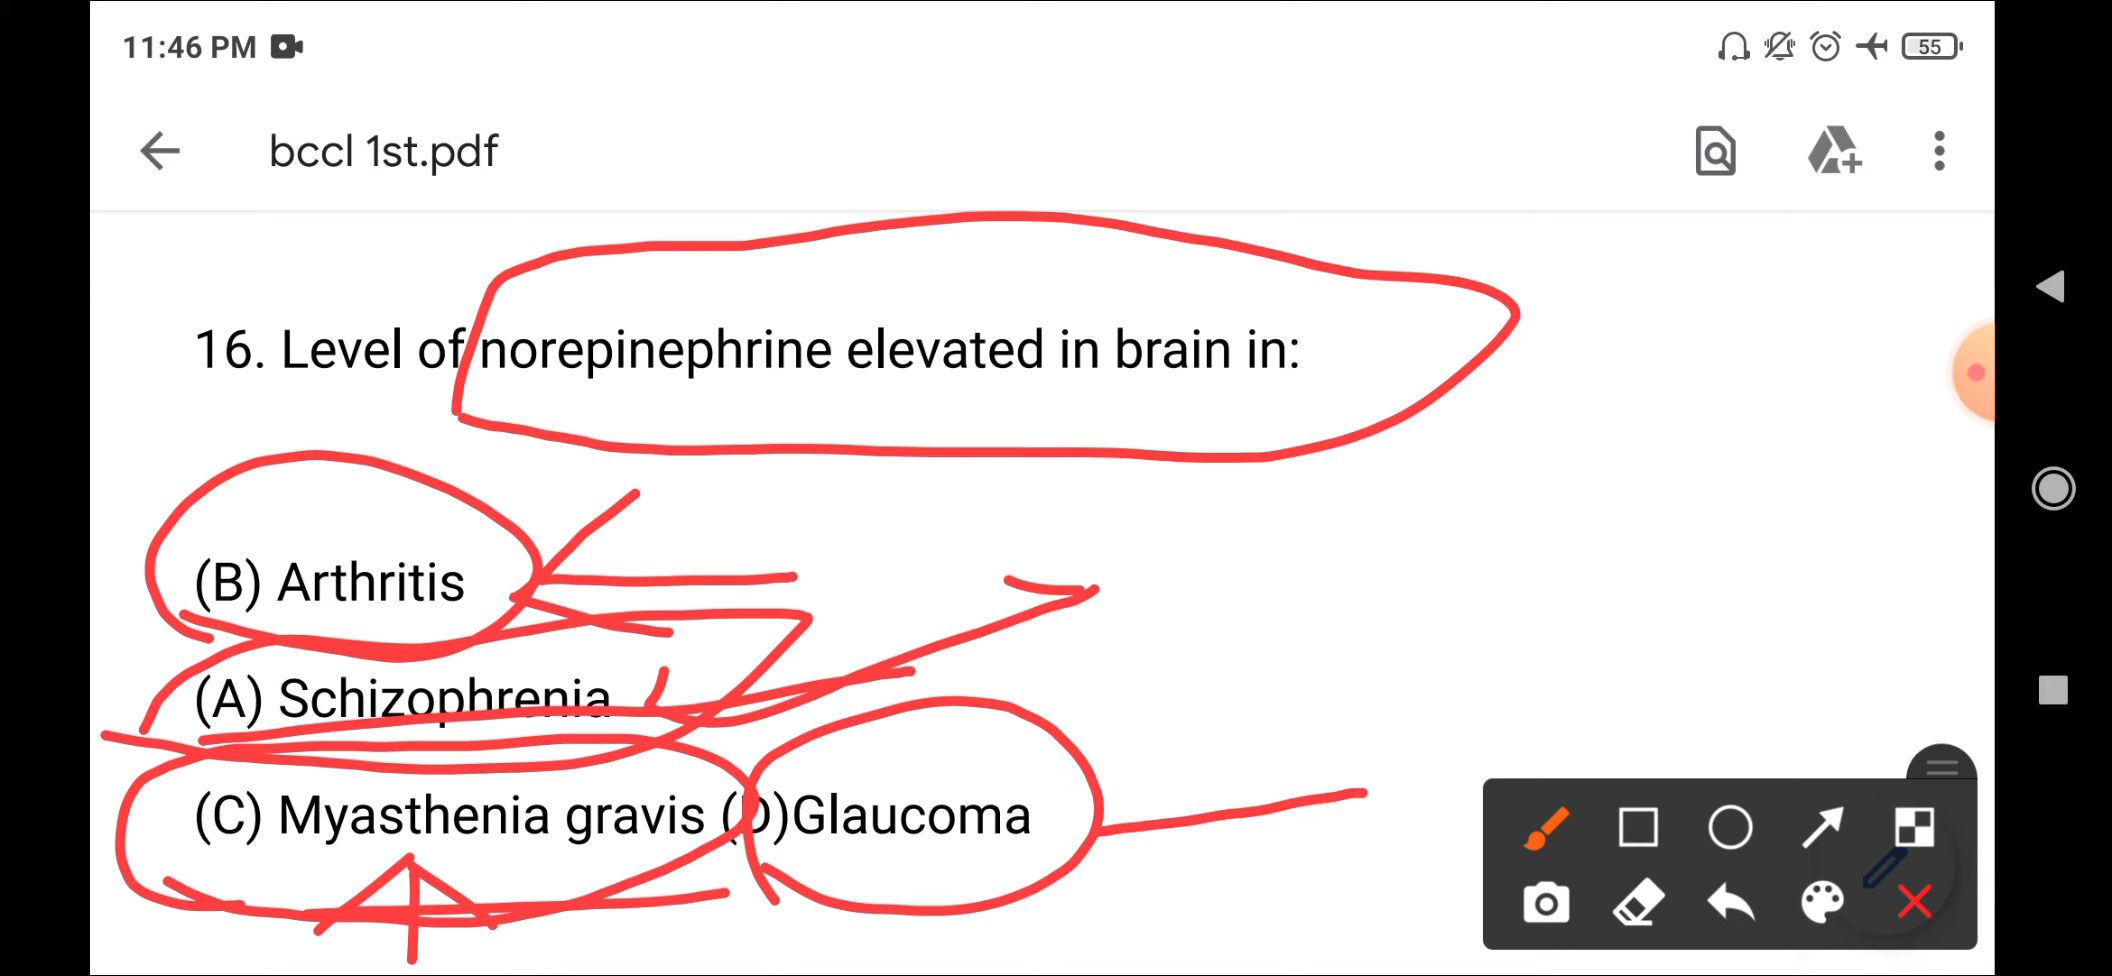 11:46 PM
55
bccl 1st.pdf
16. Level of norepinephrine elevated in brain in:
(B) Arthritis
(A) Schizophrenia
(C) Myasthenia gravis (D)Glaucoma